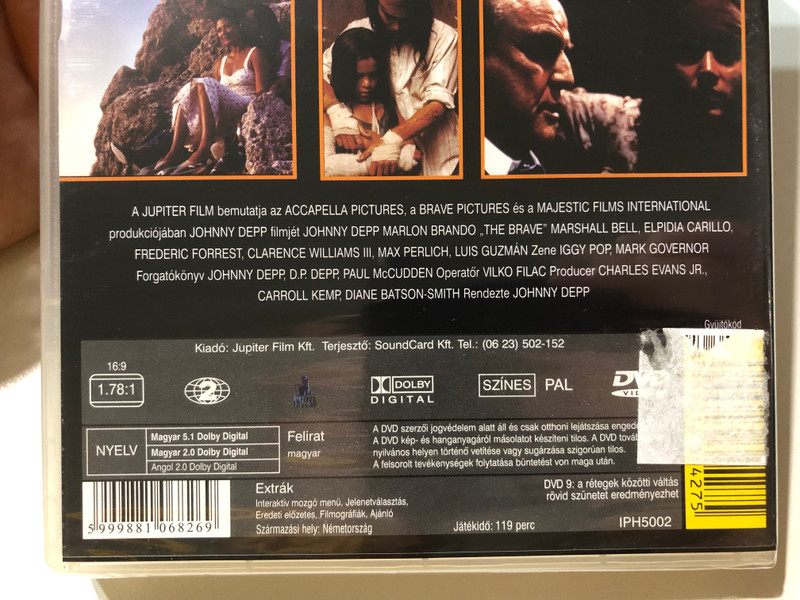 A JUPITER FILM bemutatja az ACCAPELLA PICTURES, a BRAVE PICTURES és a MAJESTIC FILMS INTERNATIONAL
produkciójában JOHNNY DEPP filmjét JOHNNY DEPP MARLON BRANDO „THE BRAVE” MARSHALL BELL, ELPIDIA CARILLO,
FREDERIC FORREST, CLARENCE WILLIAMS III, MAX PERLICH, LUIS GUZMÁN Zene IGGY POP, MARK GOVERNOR
Forgatókönyv JOHNNY DEPP, D.P. DEPP, PAUL McCUDDEN Operatőr VILKO FILAC Producer CHARLES EVANS JR.,
CARROLL KEMP, DIANE BATSON-SMITH Rendezte JOHNNY DEPP
Gyűjtőkód
Kiadó: Jupiter Film Kft. Terjesztő: SoundCard Kft. Tel.: (06 23) 502-152
16:9
1.78:1
2
DOLBY
DIGITAL
SZÍNES
PAL
DVD
VID
NYELV
Magyar 5.1 Dolby Digital
Magyar 2.0 Dolby Digital
Angol 2.0 Dolby Digital
Felirat
magyar
A DVD szerzői jogvédelem alatt áll és csak otthoni lejátszása engedé
A DVD kép- és hanganyagáról másolatot készíteni tilos. A DVD továb
nyilvános helyen történő vetítése vagy sugárzása szigorúan tilos.
A felsorolt tevékenységek folytatása büntetést von maga után.
5 999881 068269
Extrák
Interaktív mozgó menü, Jelenetválasztás,
Eredeti előzetes, Filmográfiák, Ajánló
Származási hely: Németország
Játékidő: 119 perc
DVD 9: a rétegek közötti váltás
rövid szünetet eredményezhet
IPH5002
4275